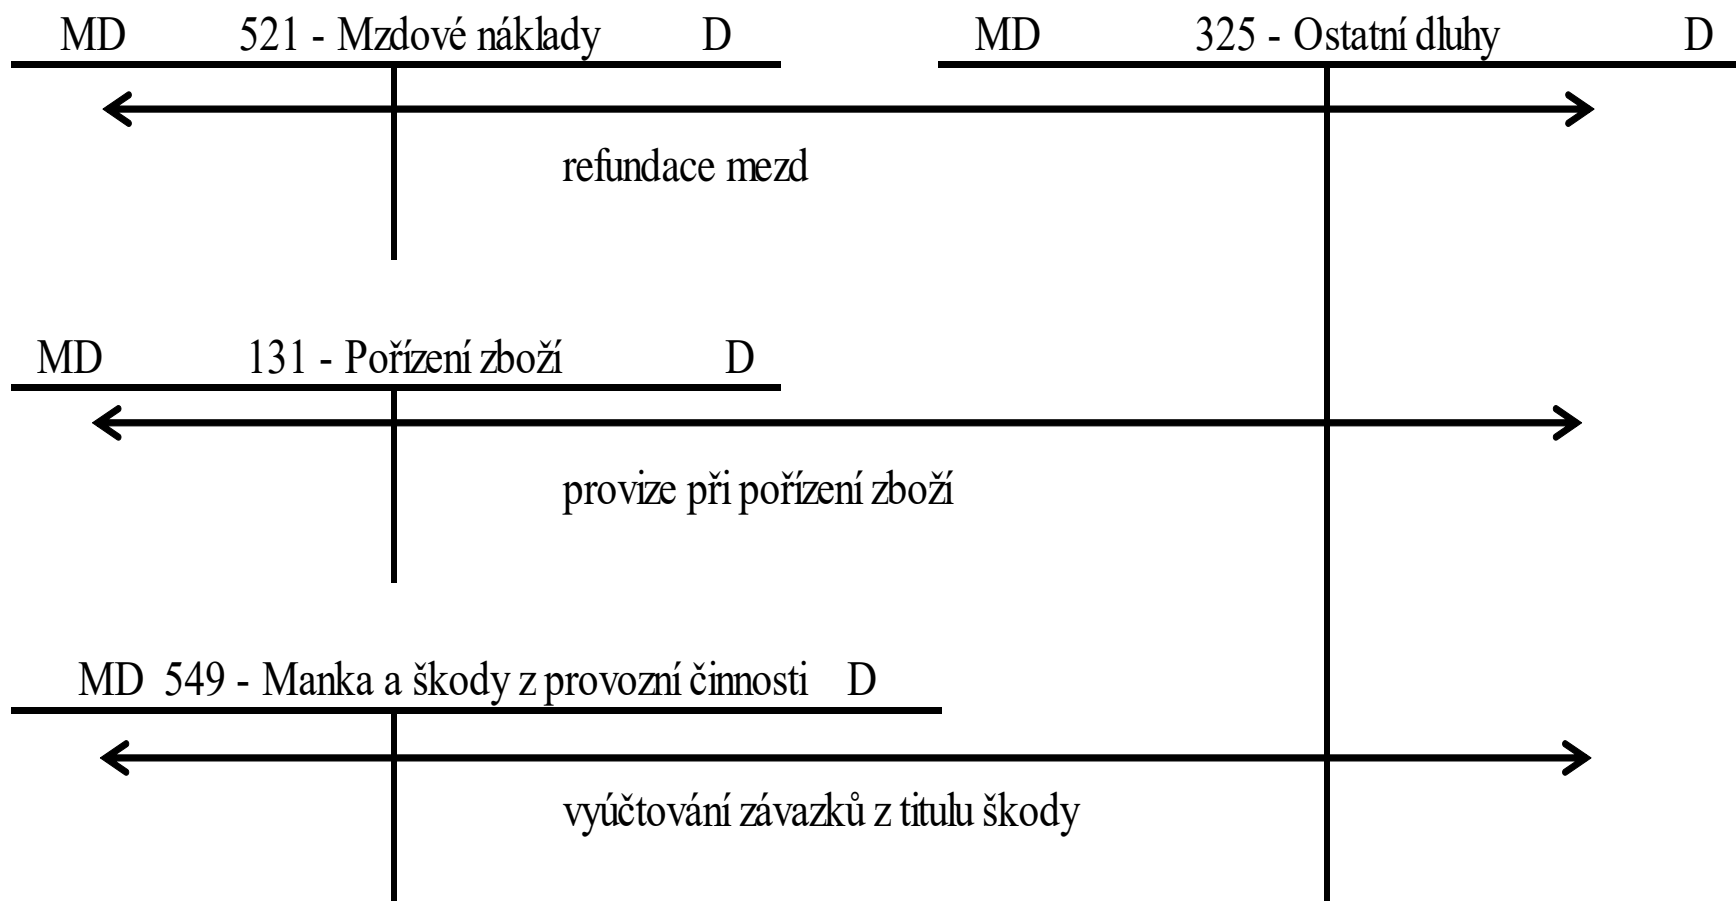 MD 521 - Mzdové náklady D MD 325 - Ostatní dluhy D
refundace mezd
MD 131 - Pořízení zboží D
provize při pořízení zboží
MD 549 - Manka a škody z provozní činnosti D
vyúčtování závazků z titulu škody